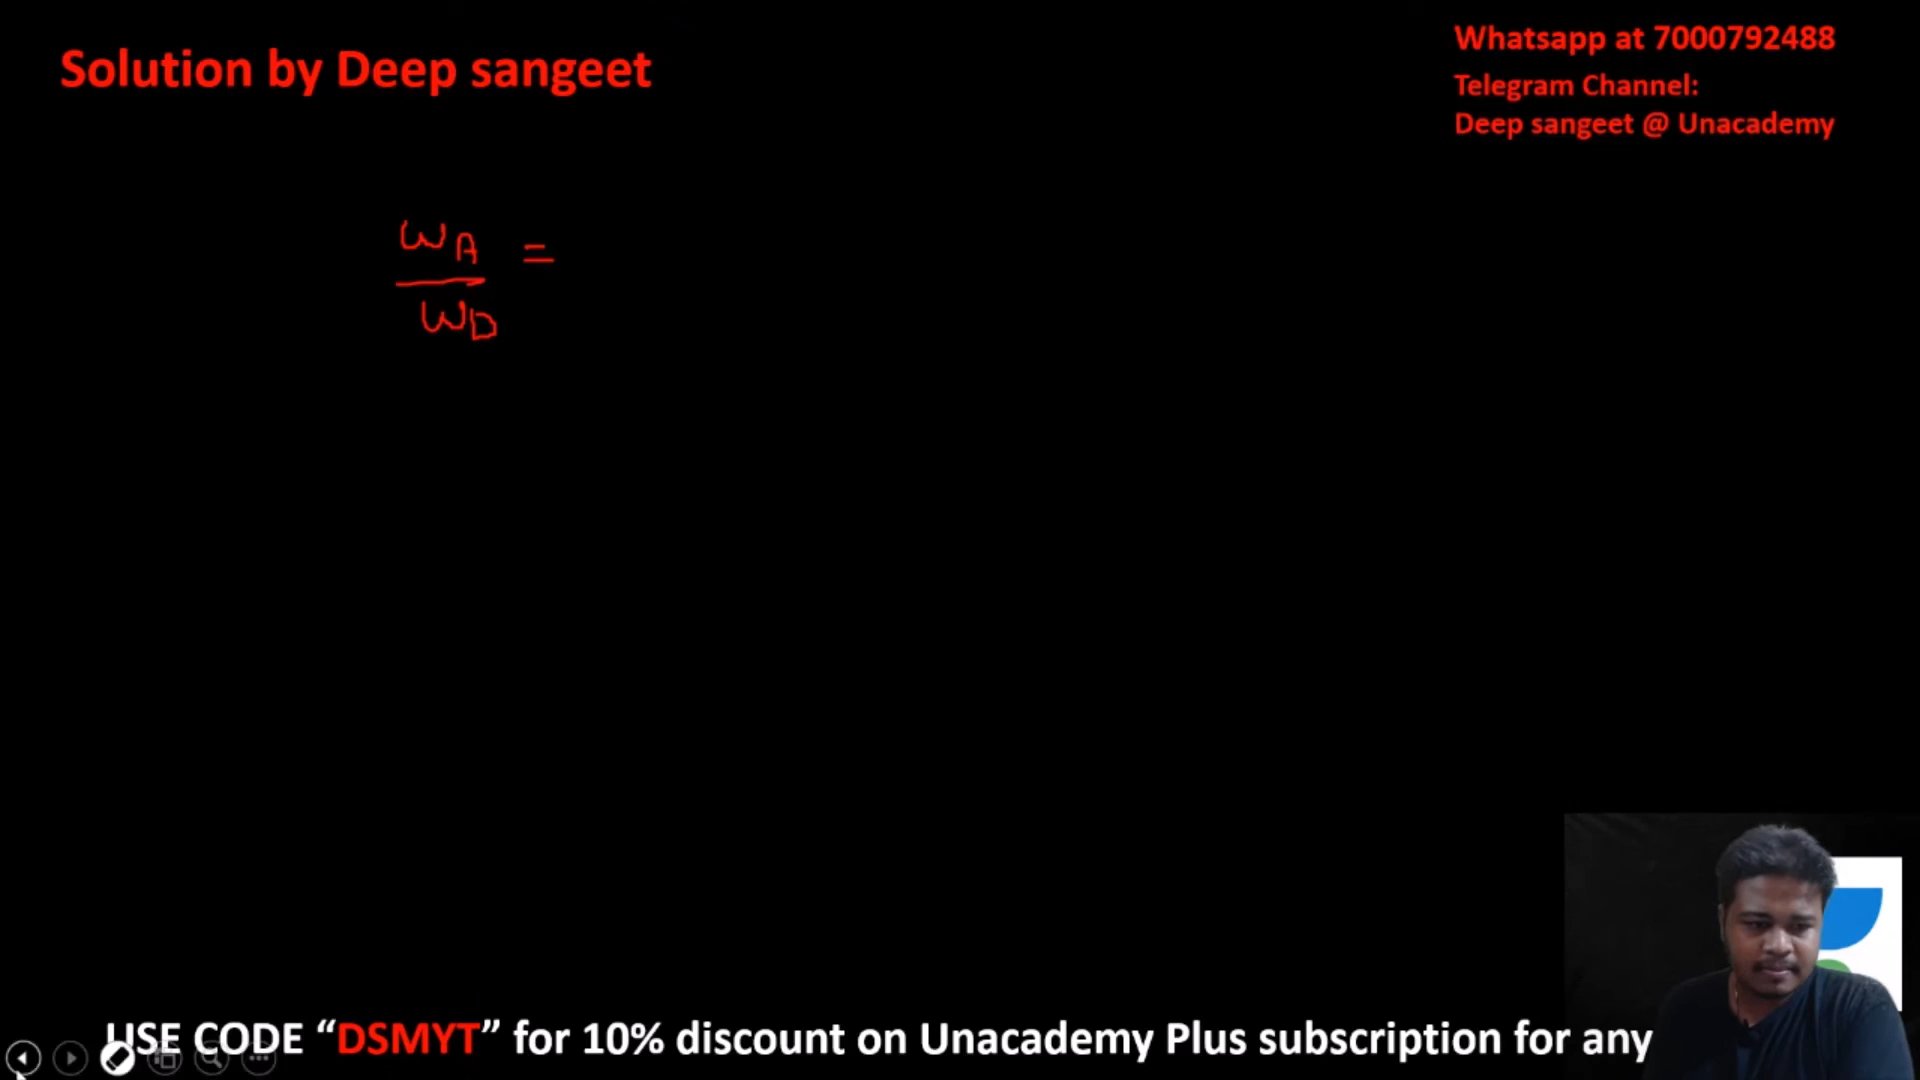 Solution by Deep sangeet
Whatsapp at 7000792488
Telegram Channel:
Deep sangeet @ Unacademy
ωA =
ωD
USE CODE “DSMYT” for 10% discount on Unacademy Plus subscription for any